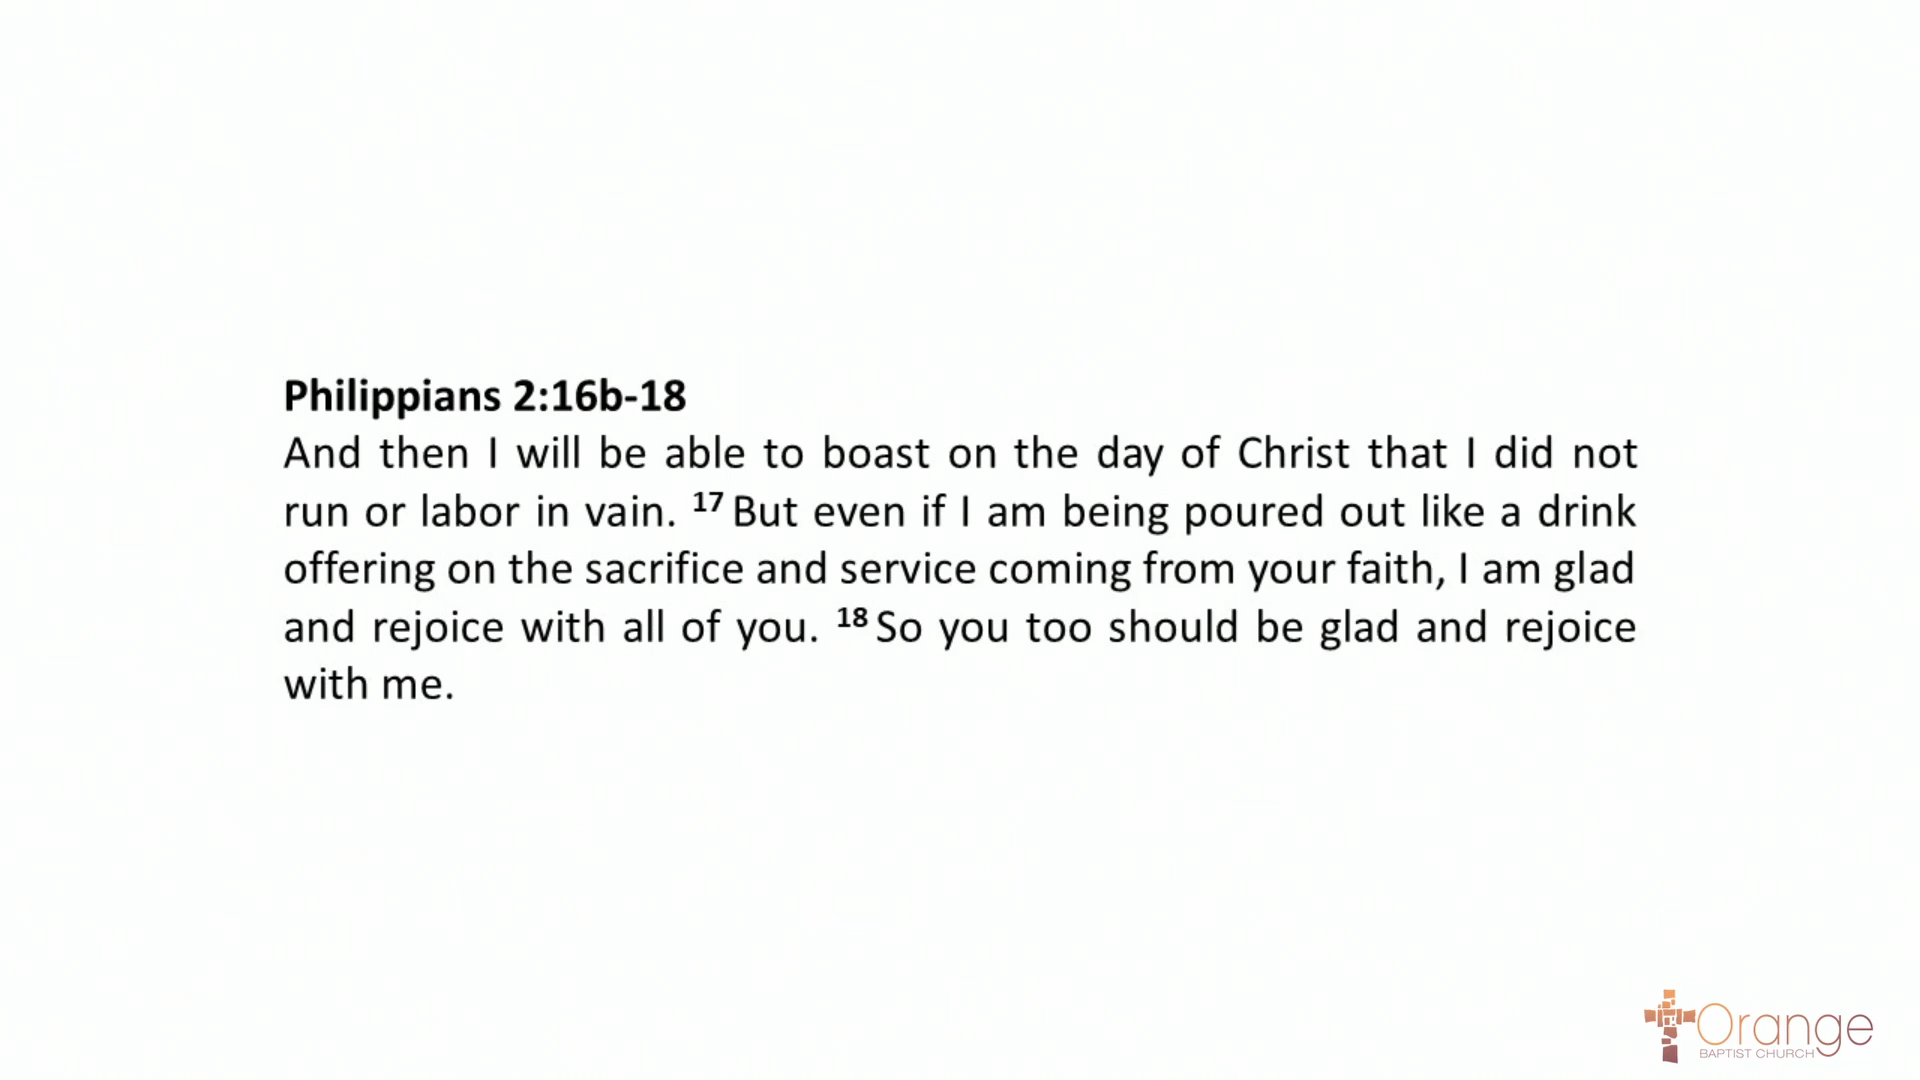 Philippians 2:16b-18
And then I will be able to boast on the day of Christ that I did not
run or labor in vain. 17 But even if I am being poured out like a drink
offering on the sacrifice and service coming from your faith, I am glad
and rejoice with all of you. 18 So you too should be glad and rejoice
with me.
Orange
BAPTIST CHURCH